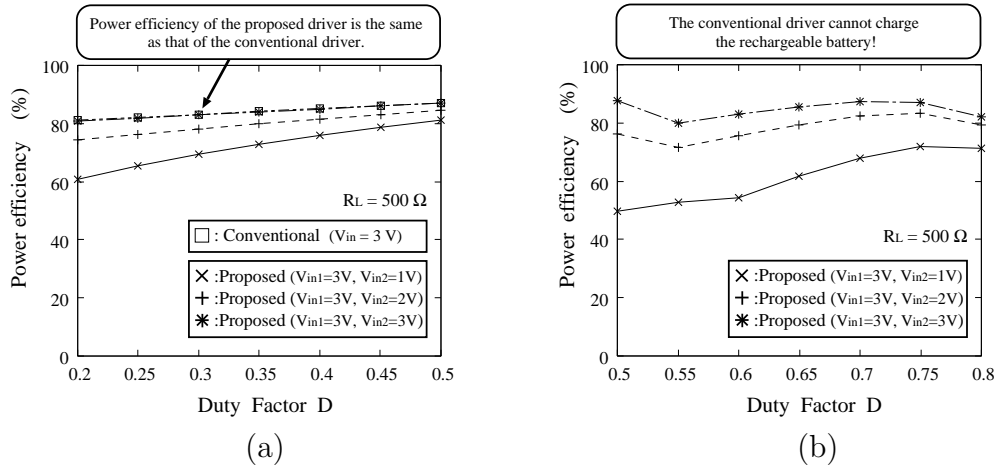 Power efficiency of the proposed driver is the same
as that of the conventional driver.
100
80
60
40
20
0
Power efficiency (%)
RL = 500 Ω
□ : Conventional (Vin = 3 V)
×:Proposed (Vin1=3V, Vin2=1V)
+:Proposed (Vin1=3V, Vin2=2V)
✳:Proposed (Vin1=3V, Vin2=3V)
0.2 0.25 0.3 0.35 0.4 0.45 0.5
Duty Factor D
(a)
The conventional driver cannot charge
the rechargeable battery!
100
80
60
40
20
0
Power efficiency (%)
RL = 500 Ω
×:Proposed (Vin1=3V, Vin2=1V)
+:Proposed (Vin1=3V, Vin2=2V)
✳:Proposed (Vin1=3V, Vin2=3V)
0.5 0.55 0.6 0.65 0.7 0.75 0.8
Duty Factor D
(b)